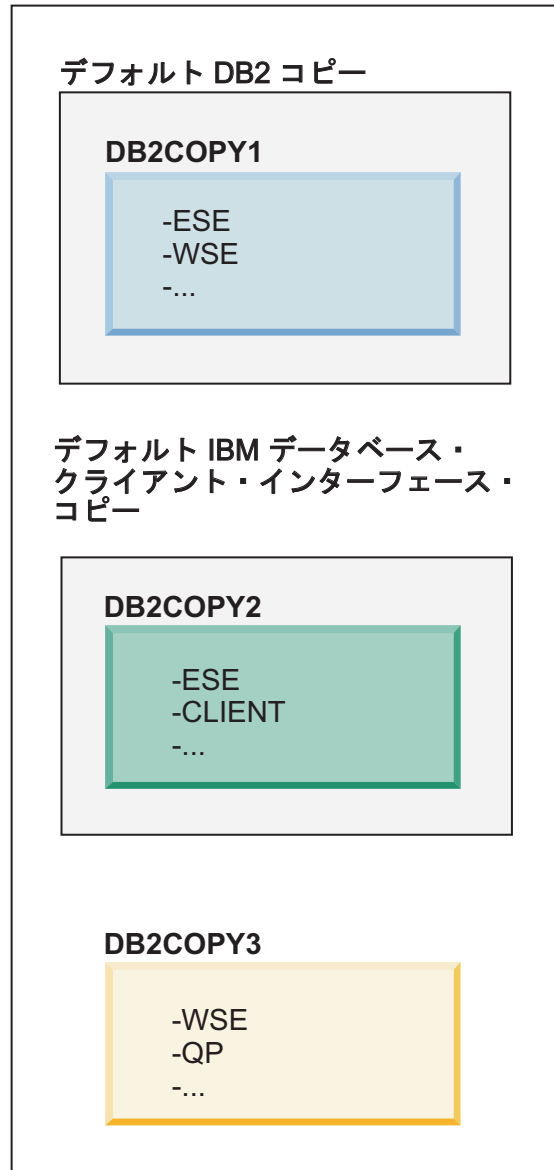 デフォルト DB2 コピー
DB2COPY1
-ESE
-WSE
-...
デフォルト IBM データベース・
クライアント・インターフェース・
コピー
DB2COPY2
-ESE
-CLIENT
-...
DB2COPY3
-WSE
-QP
-...